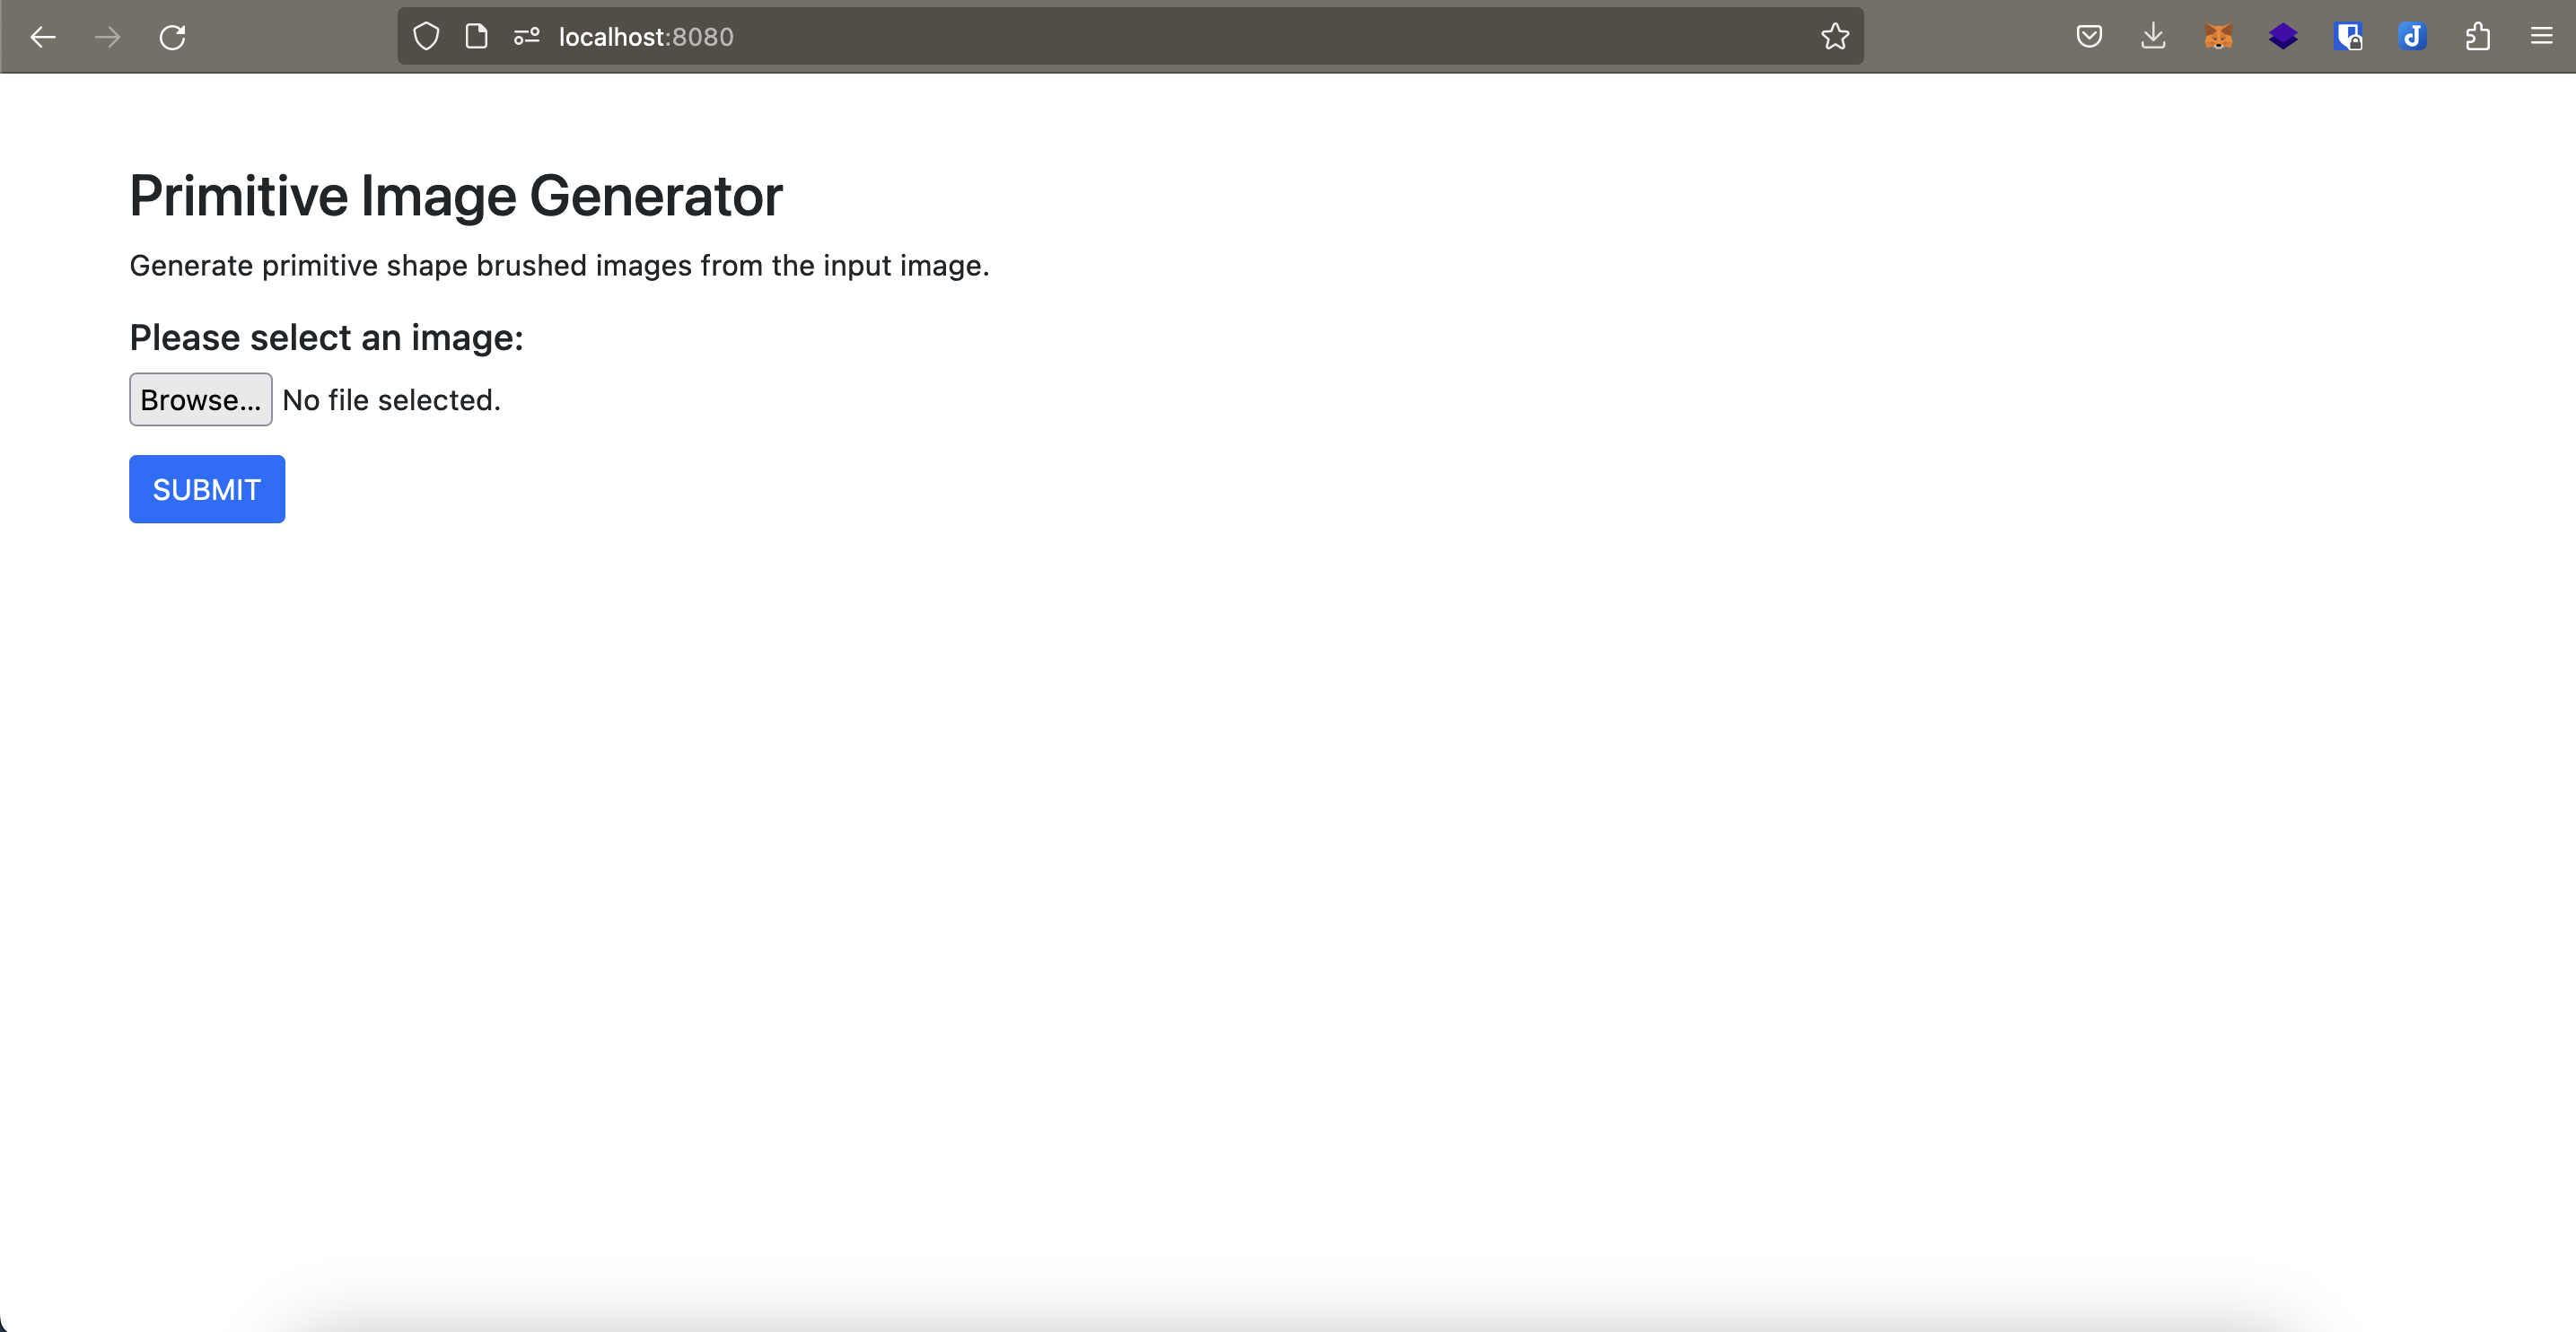 localhost:8080
Primitive Image Generator
Generate primitive shape brushed images from the input image.
Please select an image:
Browse... No file selected.
SUBMIT